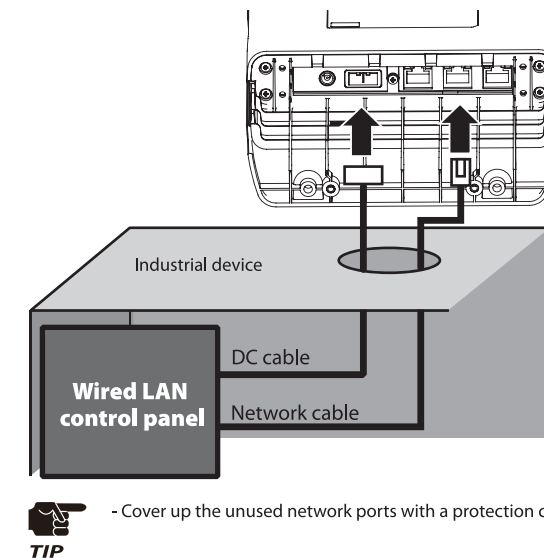 Industrial device
DC cable
Wired LAN
control panel
Network cable
- Cover up the unused network ports with a protection
TIP